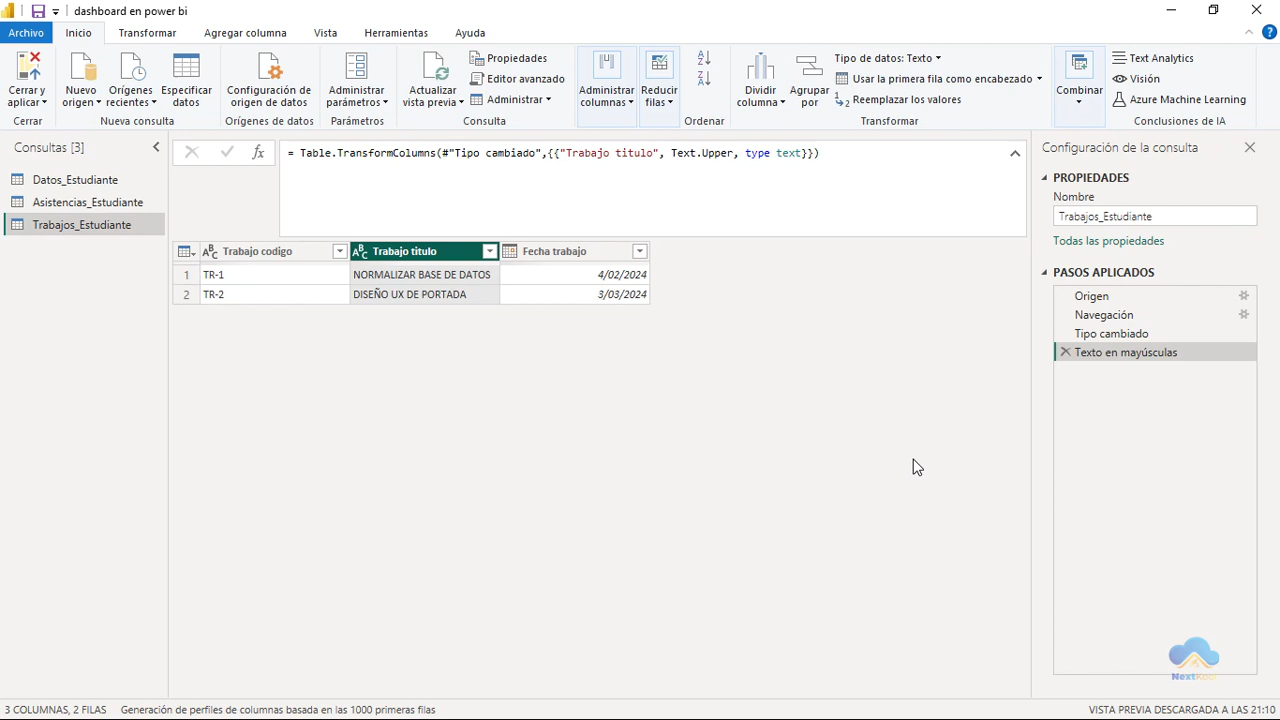 dashboard en power bi
Archivo Inicio Transformar Agregar columna Vista Herramientas Ayuda
Cerrar y aplicar
Cerrar
Nuevo origen
Orígenes recientes
Especificar datos
Nueva consulta
Configuración de origen de datos
Orígenes de datos
Administrar parámetros
Parámetros
Actualizar vista previa
Propiedades
Editor avanzado
Administrar
Consulta
Administrar columnas
Reducir filas
Ordenar
Dividir columna
Agrupar por
Tipo de datos: Texto
Usar la primera fila como encabezado
Reemplazar los valores
Transformar
Combinar
Text Analytics
Visión
Azure Machine Learning
Conclusiones de IA
Consultas [3]
Datos_Estudiante
Asistencias_Estudiante
Trabajos_Estudiante
= Table.TransformColumns(#"Tipo cambiado",{{"Trabajo titulo", Text.Upper, type text}})
Trabajo codigo Trabajo titulo Fecha trabajo
1 TR-1 NORMALIZAR BASE DE DATOS 4/02/2024
2 TR-2 DISEÑO UX DE PORTADA 3/03/2024
Configuración de la consulta
PROPIEDADES
Nombre
Trabajos_Estudiante
Todas las propiedades
PASOS APLICADOS
Origen
Navegación
Tipo cambiado
Texto en mayúsculas
3 COLUMNAS, 2 FILAS Generación de perfiles de columnas basada en las 1000 primeras filas VISTA PREVIA DESCARGADA A LAS 21:10